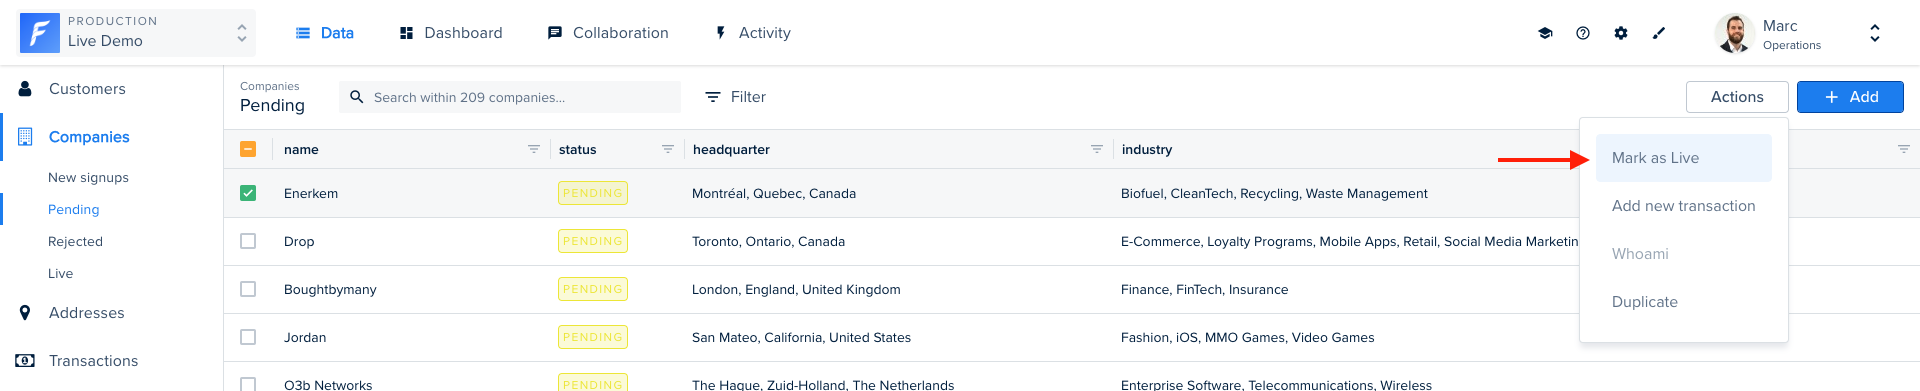 PRODUCTION
Live Demo
Data
Dashboard
Collaboration
Activity
Marc
Operations
Customers
Companies
New signups
Pending
Rejected
Live
Addresses
Transactions
Companies
Pending
Search within 209 companies...
Filter
Actions
Add
name status headquarter industry
Enerkem PENDING Montréal, Quebec, Canada Biofuel, CleanTech, Recycling, Waste Management
Drop PENDING Toronto, Ontario, Canada E-Commerce, Loyalty Programs, Mobile Apps, Retail, Social Media Marketin
Boughtbymany PENDING London, England, United Kingdom Finance, FinTech, Insurance
Jordan PENDING San Mateo, California, United States Fashion, iOS, MMO Games, Video Games
O3b Networks PENDING The Hague, Zuid-Holland, The Netherlands Enterprise Software, Telecommunications, Wireless
Mark as Live
Add new transaction
Whoami
Duplicate